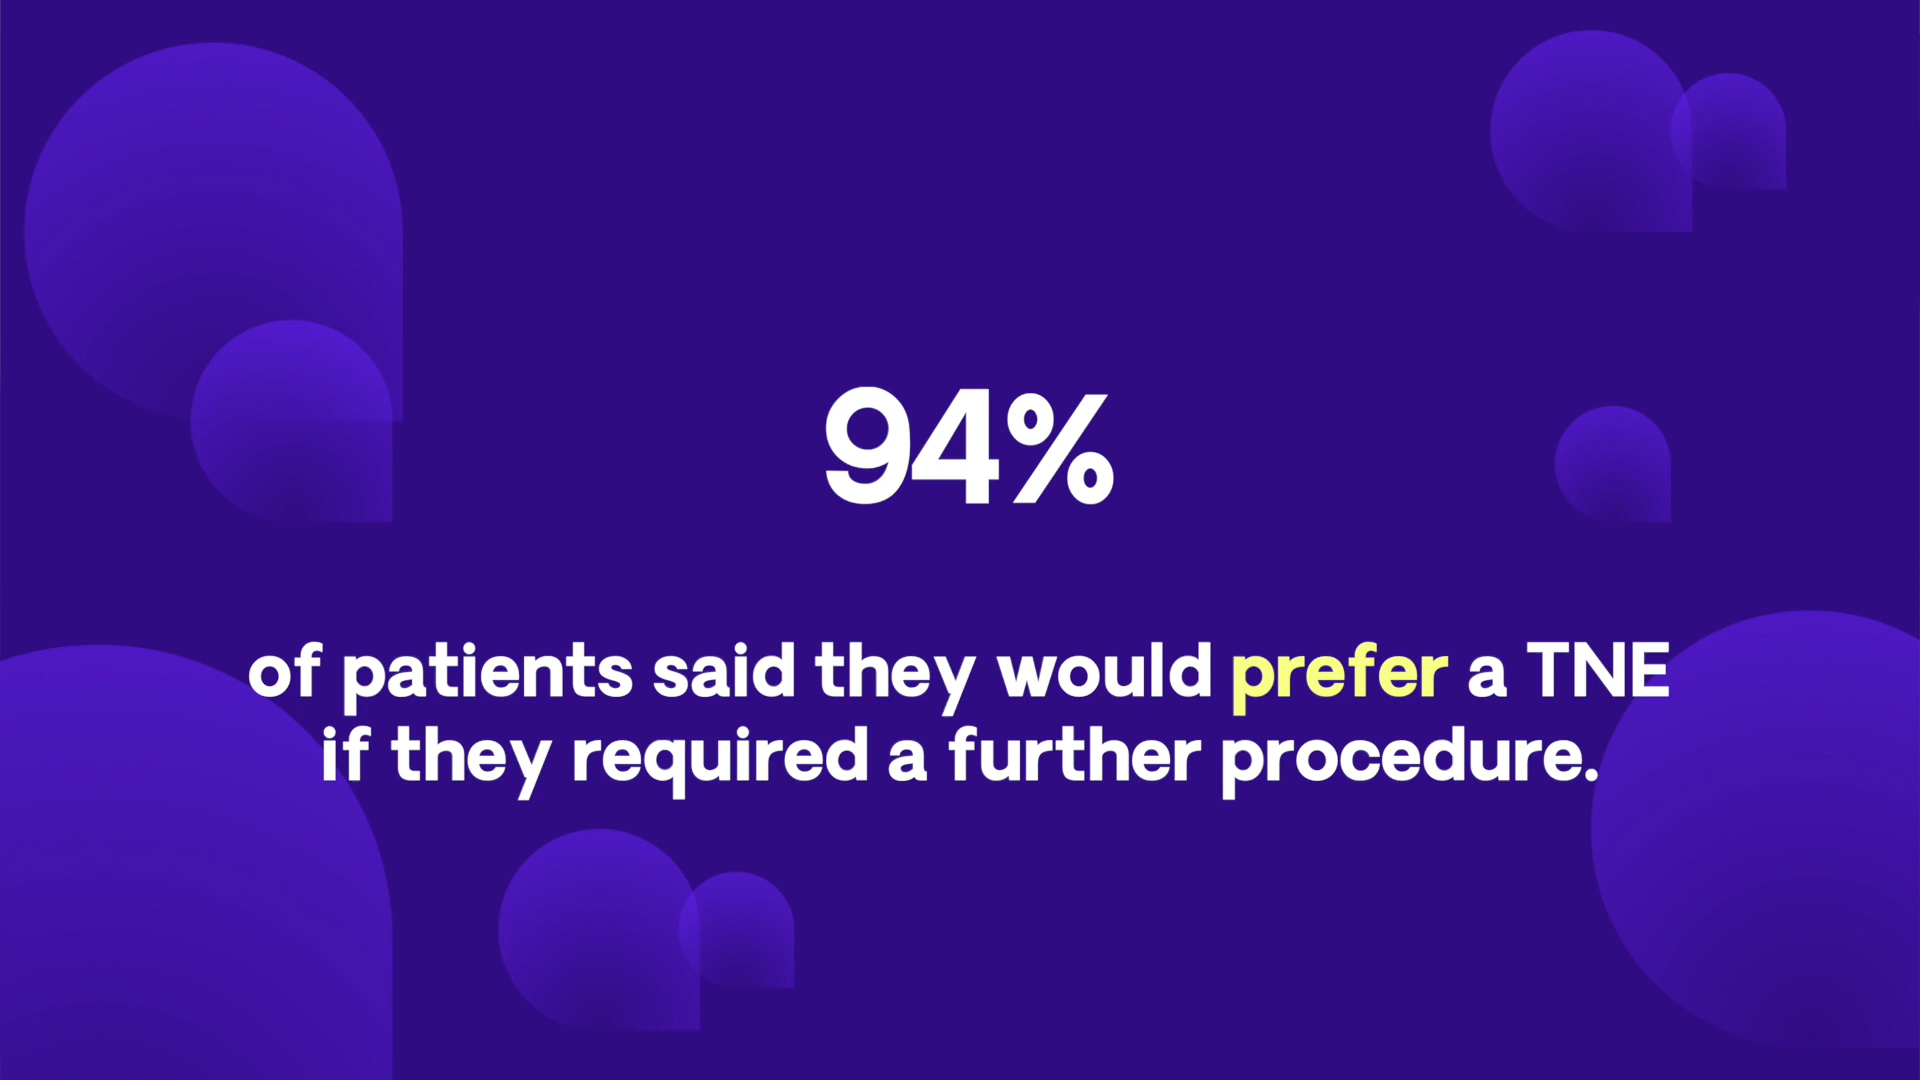 94%
of patients said they would prefer a TNE
if they required a further procedure.